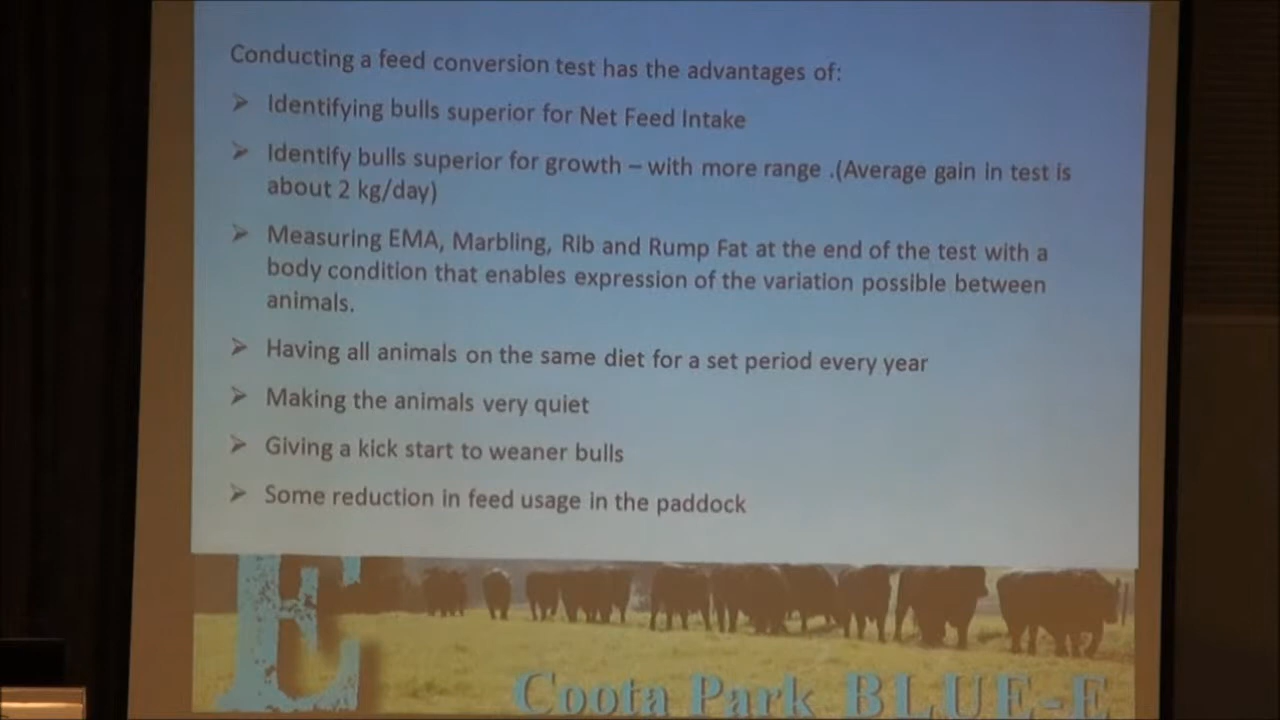 Conducting a feed conversion test has the advantages of:
➢ Identifying bulls superior for Net Feed Intake
➢ Identify bulls superior for growth – with more range .(Average gain in test is
about 2 kg/day)
➢ Measuring EMA, Marbling, Rib and Rump Fat at the end of the test with a
body condition that enables expression of the variation possible between
animals.
➢ Having all animals on the same diet for a set period every year
➢ Making the animals very quiet
➢ Giving a kick start to weaner bulls
➢ Some reduction in feed usage in the paddock
E
Coota Park BLUE-E